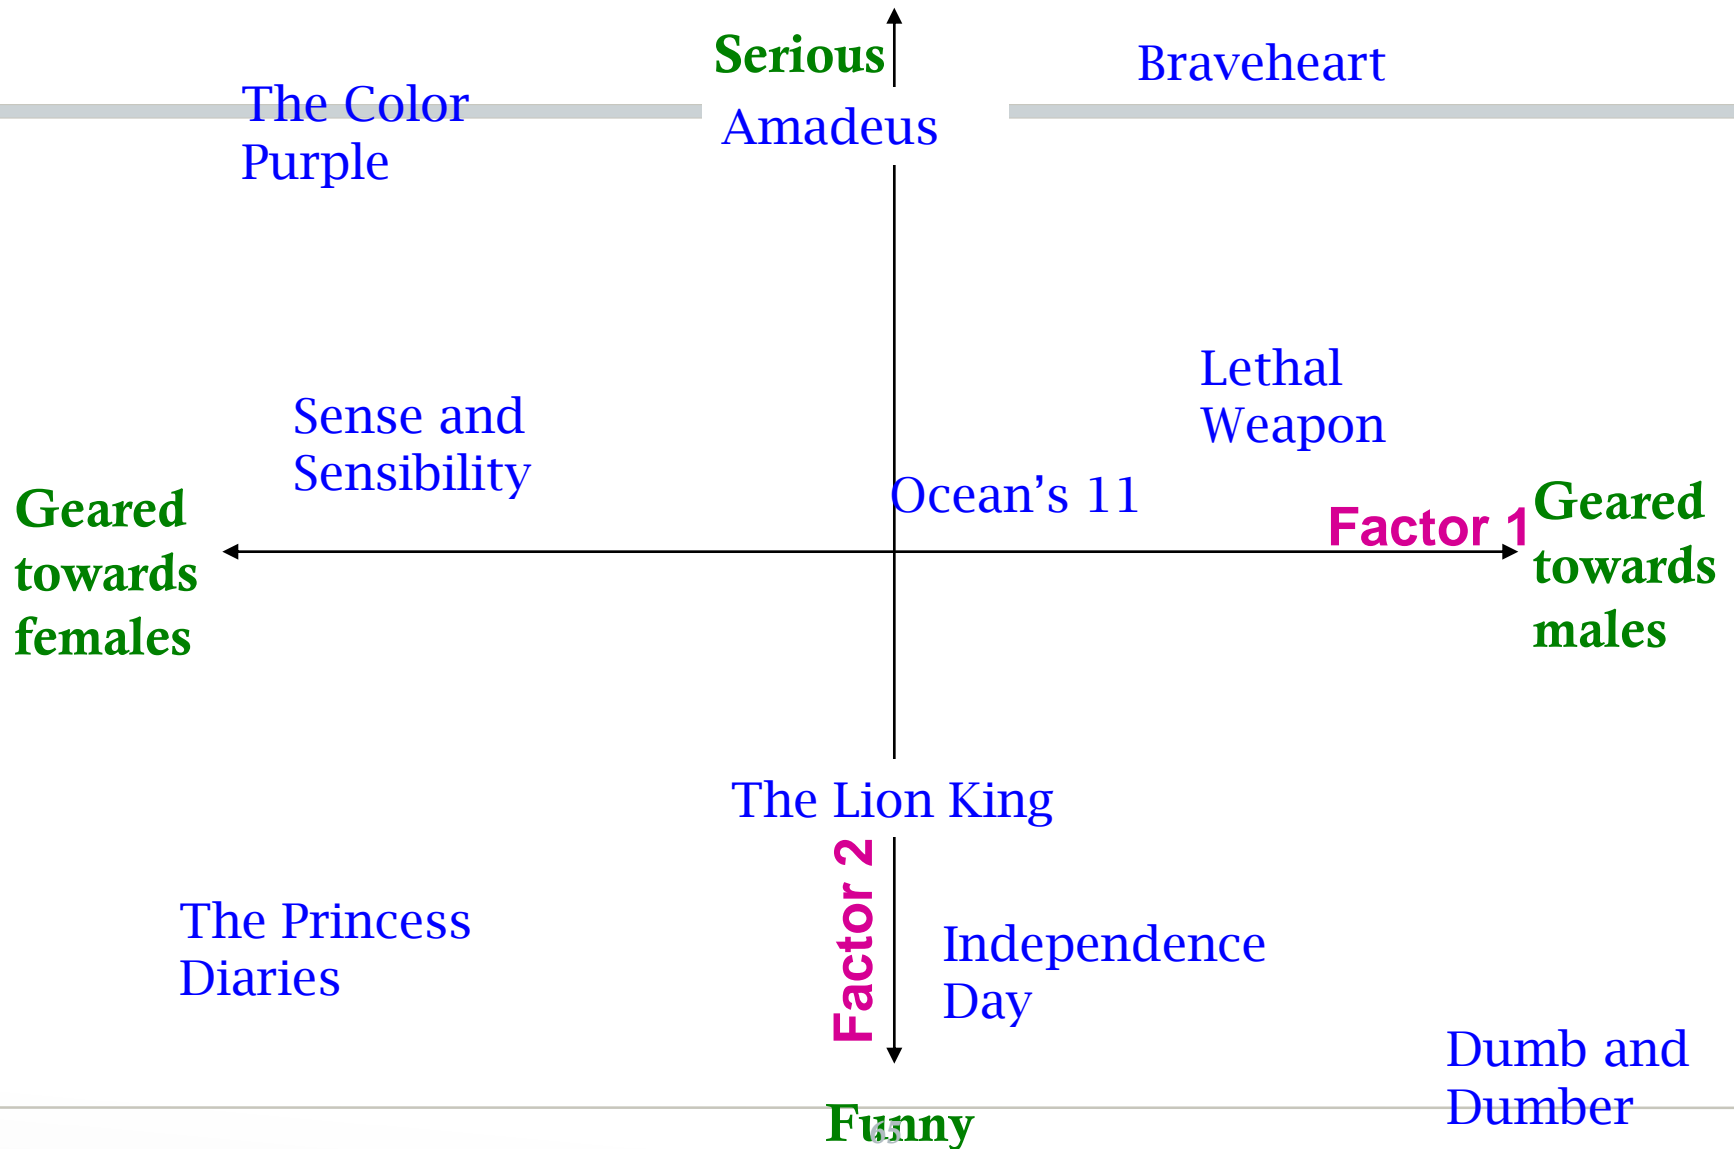 Serious
Braveheart
The Color
Purple
Amadeus
Lethal
Weapon
Sense and
Sensibility
Ocean’s 11
Geared
towards
females
Factor 1
Geared
towards
males
The Lion King
Factor 2
The Princess
Diaries
Independence
Day
Dumb and
Dumber
Funny
65